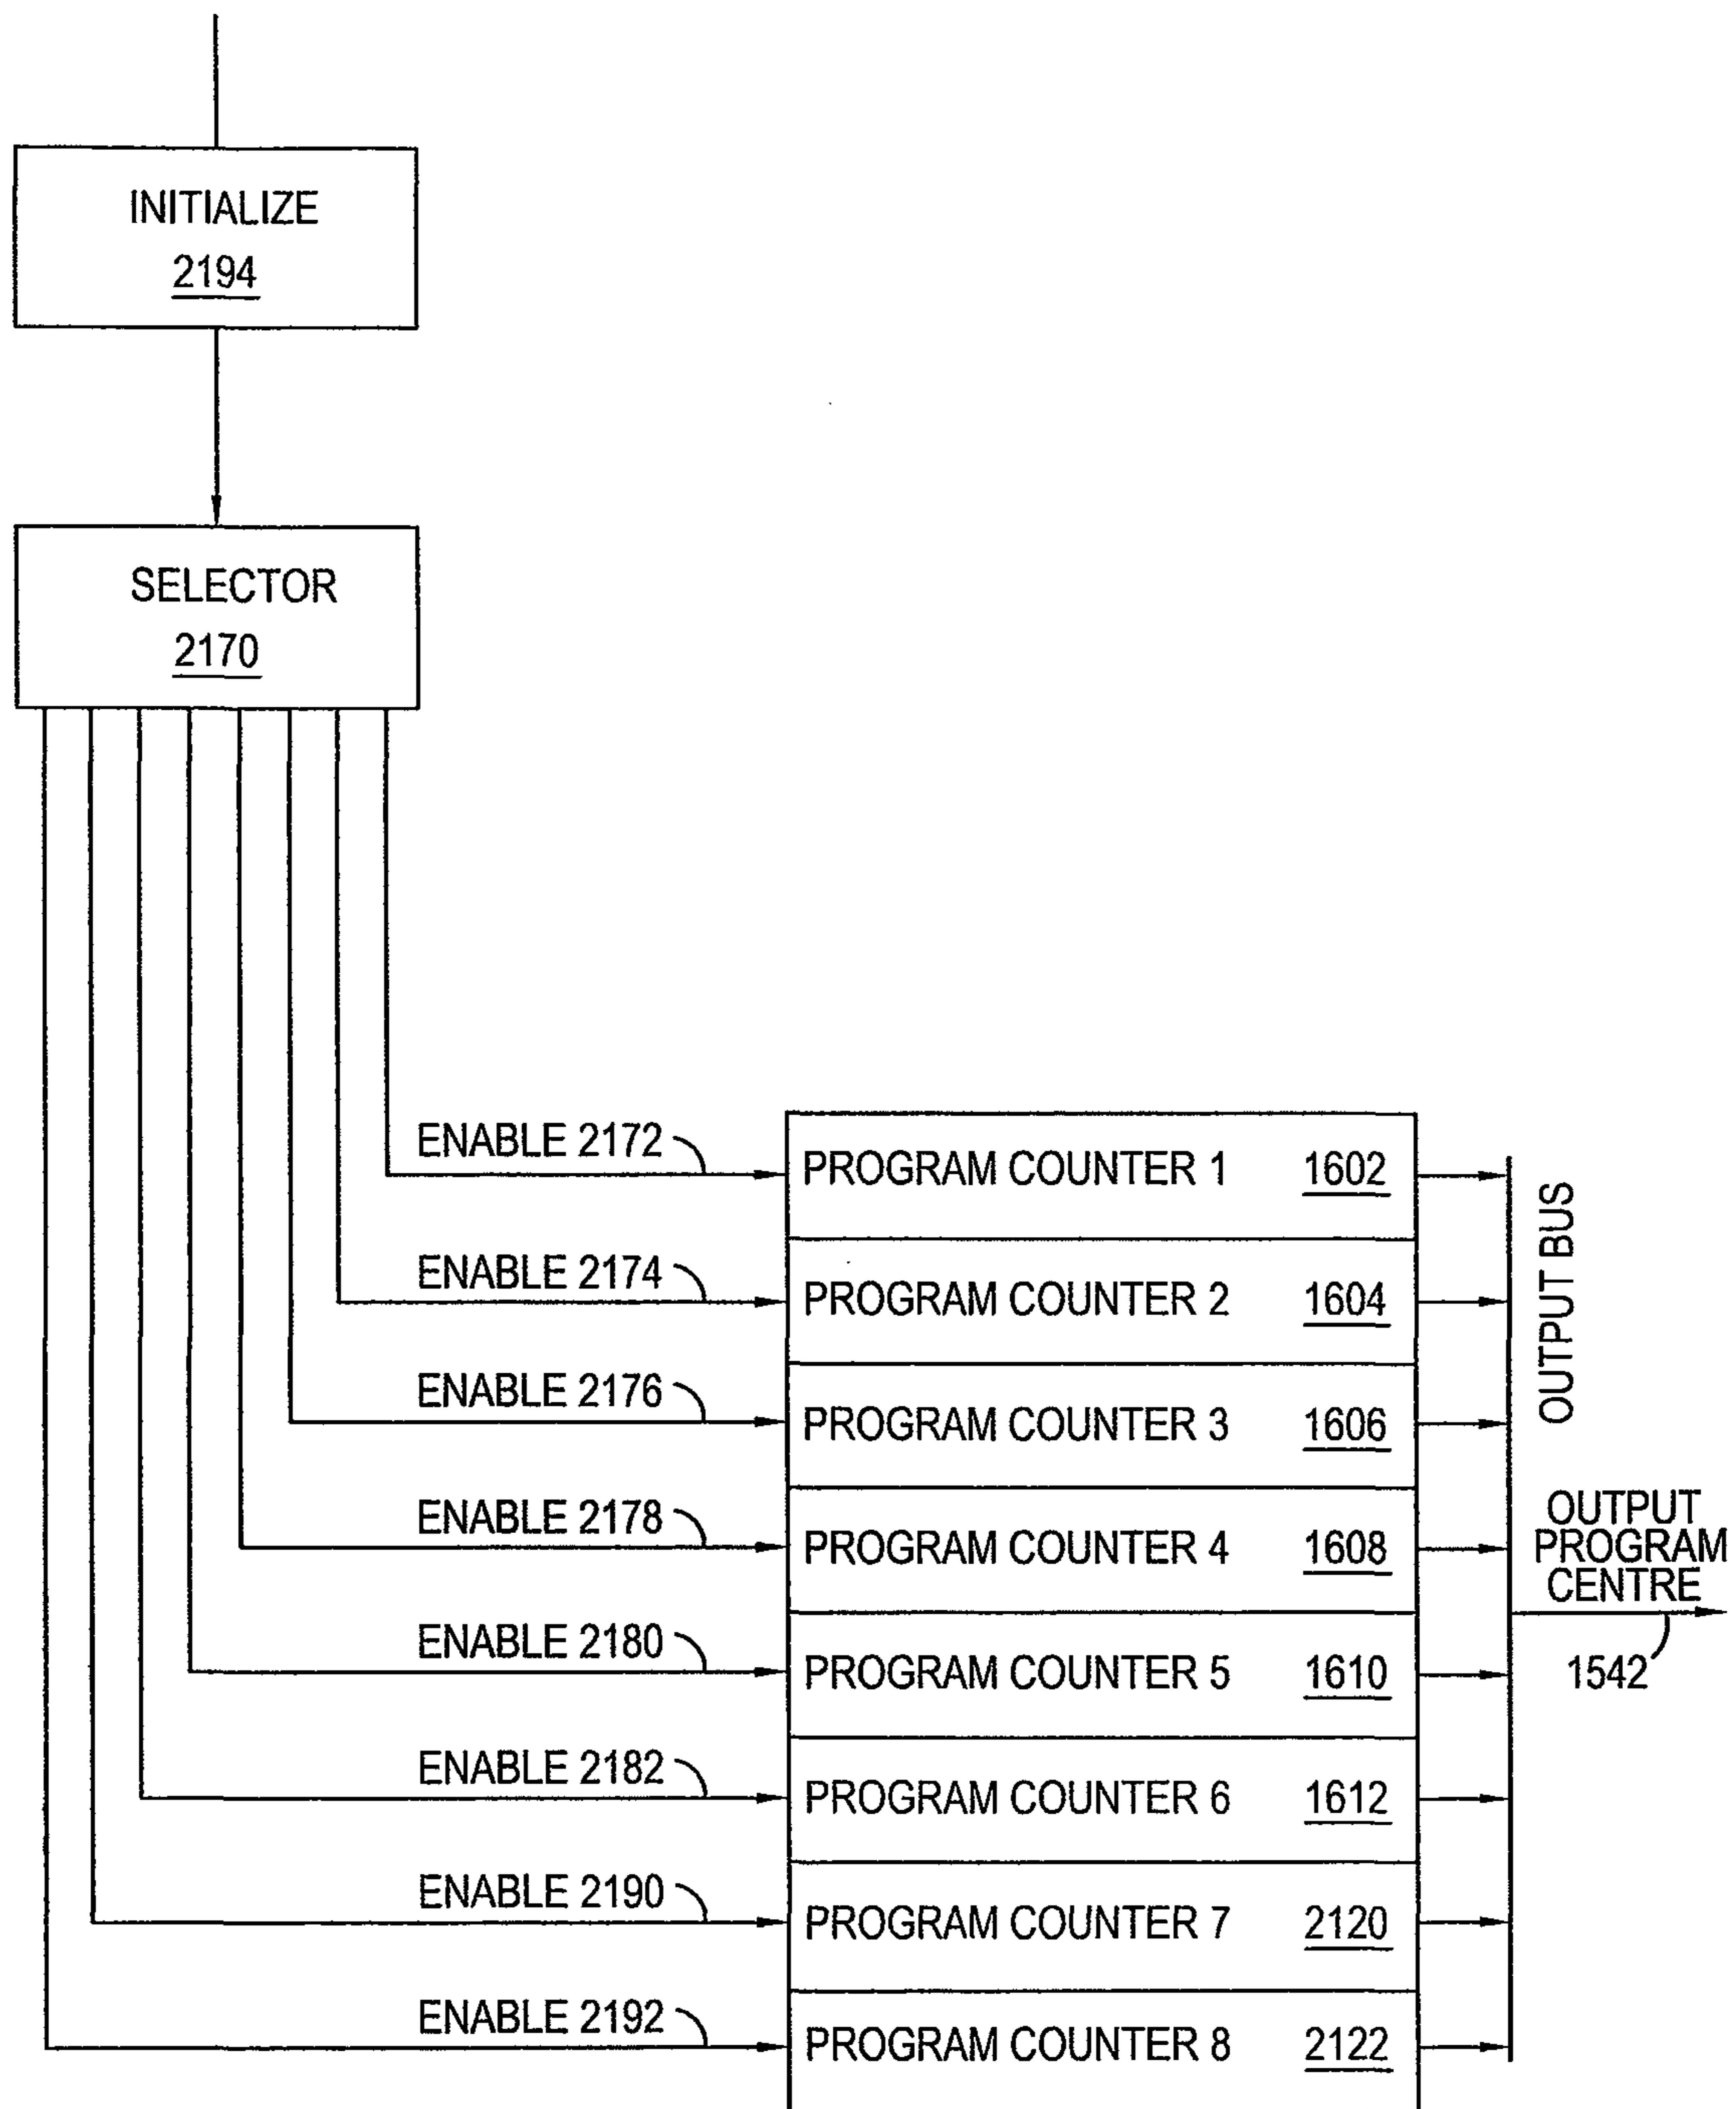 INITIALIZE
2194
SELECTOR
2170
ENABLE 2172
PROGRAM COUNTER 1 1602
ENABLE 2174
PROGRAM COUNTER 2 1604
ENABLE 2176
PROGRAM COUNTER 3 1606
ENABLE 2178
PROGRAM COUNTER 4 1608
ENABLE 2180
PROGRAM COUNTER 5 1610
ENABLE 2182
PROGRAM COUNTER 6 1612
ENABLE 2190
PROGRAM COUNTER 7 2120
ENABLE 2192
PROGRAM COUNTER 8 2122
OUTPUT BUS
OUTPUT
PROGRAM
CENTRE
1542